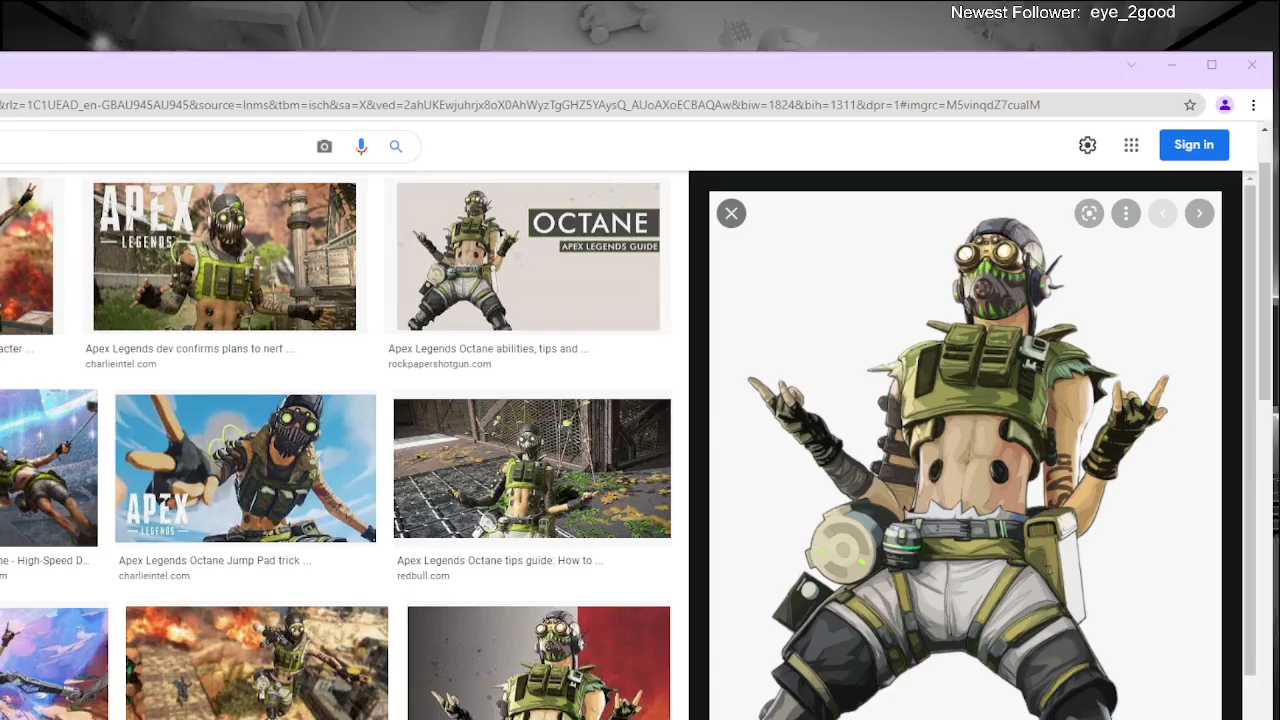 Newest Follower: eye_2good
&rlz=1C1UEAD_en-GBAU945AU945&source=lnms&tbm=isch&sa=X&ved=2ahUKEwjuhrjx8oX0AhWyzTgGHZ5YAysQ_AUoAXoECBAQAw&biw=1824&bih=1311&dpr=1#imgrc=M5vinqdZ7cuaIM
Sign in
APEX
LEGENDS
OCTANE
APEX LEGENDS GUIDE
acter ...
Apex Legends dev confirms plans to nerf ...
Apex Legends Octane abilities, tips and ...
charlieintel.com
rockpapershotgun.com
APEX
LEGENDS
ne - High-Speed D...
Apex Legends Octane Jump Pad trick ...
Apex Legends Octane tips guide: How to ...
m
charlieintel.com
redbull.com